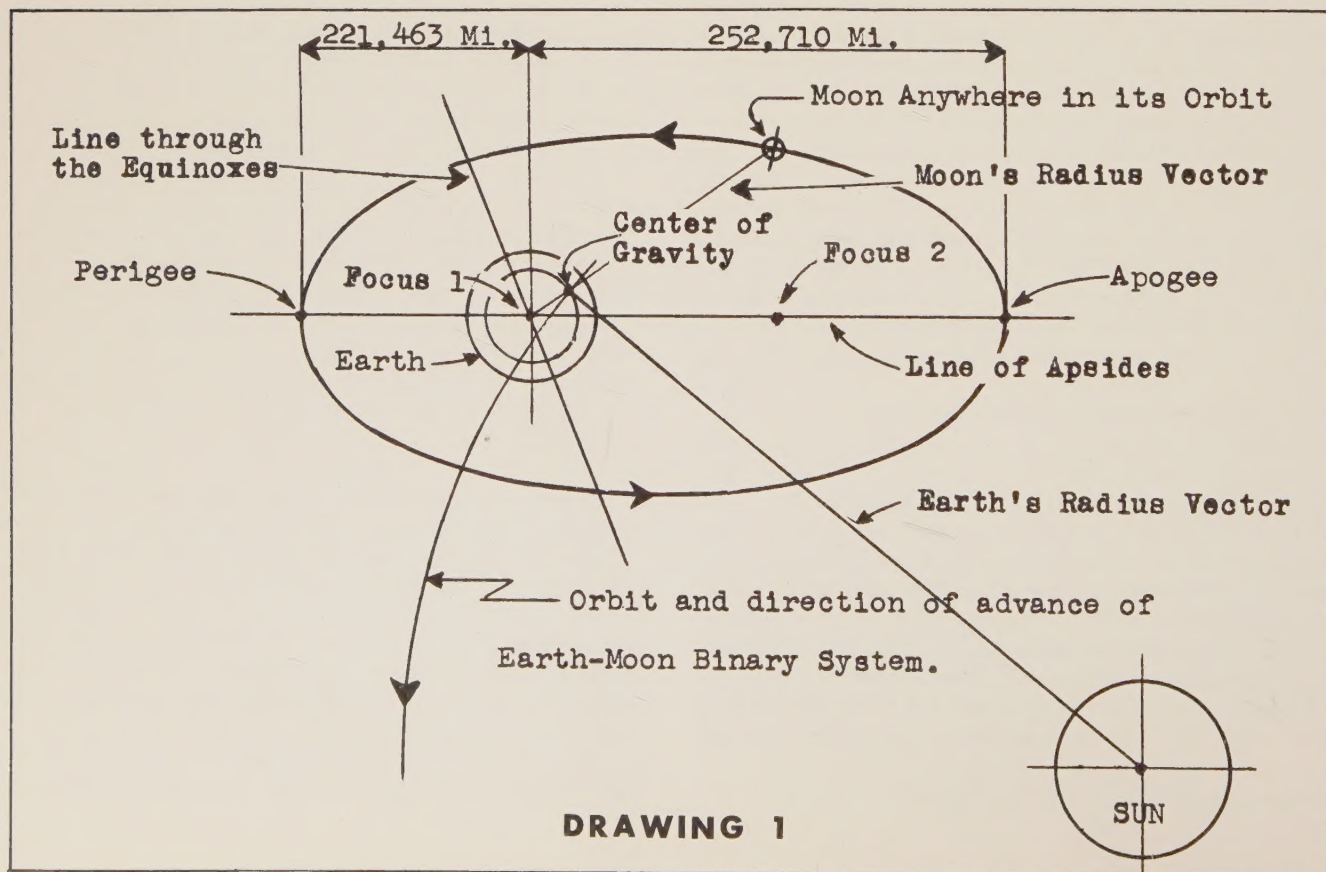 221,463 Mi.
252,710 Mi.
Moon Anywhere in its Orbit
Line through
the Equinoxes
Moon's Radius Vector
Center of
Gravity
Perigee
Focus 1
Focus 2
Apogee
Earth
Line of Apsides
Earth's Radius Vector
Orbit and direction of advance of
Earth-Moon Binary System.
SUN
DRAWING 1